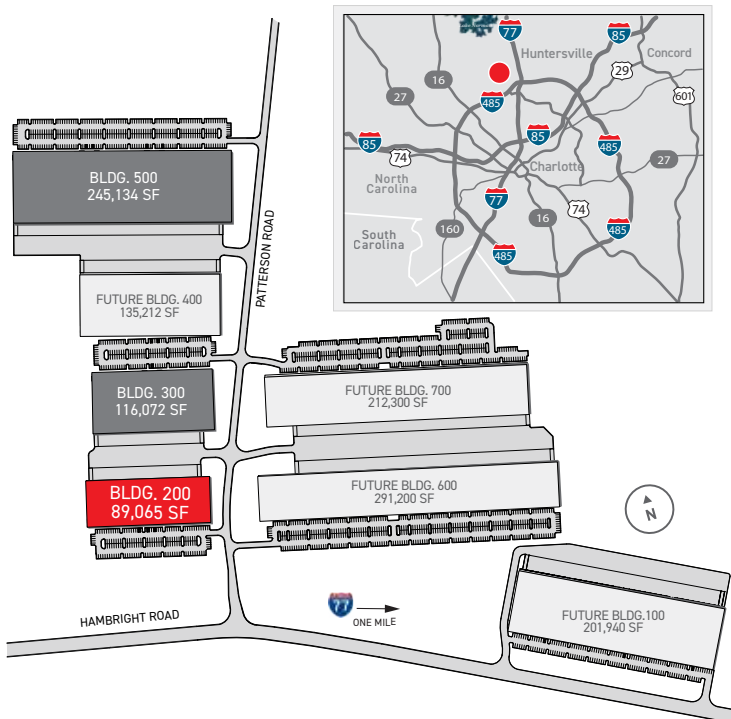 BLDG. 500
245,134 SF
FUTURE BLDG. 400
135,212 SF
BLDG. 300
116,072 SF
BLDG. 200
89,065 SF
PATTERSON ROAD
HAMBRIGHT ROAD
FUTURE BLDG. 700
212,300 SF
FUTURE BLDG. 600
291,200 SF
FUTURE BLDG.100
201,940 SF
77
ONE MILE
N
77
85
Huntersville
Concord
29
16
27
485
601
85
74
85
485
27
Charlotte
North
Carolina
77
74
16
South
Carolina
160
485
485